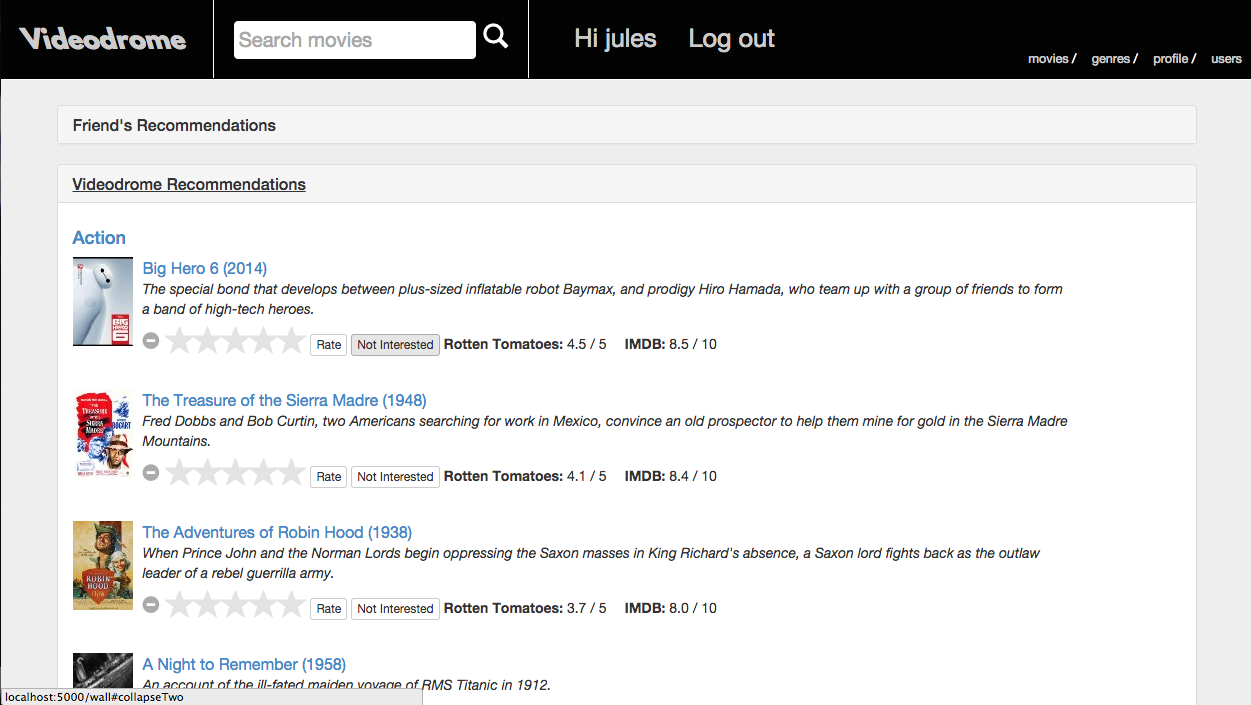 Videodrome
Search movies
Hi jules
Log out
movies /
genres /
profile /
users
Friend's Recommendations
Videodrome Recommendations
Action
Big Hero 6 (2014)
The special bond that develops between plus-sized inflatable robot Baymax, and prodigy Hiro Hamada, who team up with a group of friends to form
a band of high-tech heroes.
Rate Not Interested Rotten Tomatoes: 4.5 / 5 IMDB: 8.5 / 10
The Treasure of the Sierra Madre (1948)
Fred Dobbs and Bob Curtin, two Americans searching for work in Mexico, convince an old prospector to help them mine for gold in the Sierra Madre
Mountains.
THE
TREASURE
OF THE
SIERRA
MADRE
BOGART
Rate Not Interested Rotten Tomatoes: 4.1 / 5 IMDB: 8.4 / 10
The Adventures of Robin Hood (1938)
When Prince John and the Norman Lords begin oppressing the Saxon masses in King Richard's absence, a Saxon lord fights back as the outlaw
leader of a rebel guerrilla army.
ROBIN
HOOD
Rate Not Interested Rotten Tomatoes: 3.7 / 5 IMDB: 8.0 / 10
A Night to Remember (1958)
An account of the ill-fated maiden voyage of RMS Titanic in 1912.
localhost:5000/wall#collapseTwo